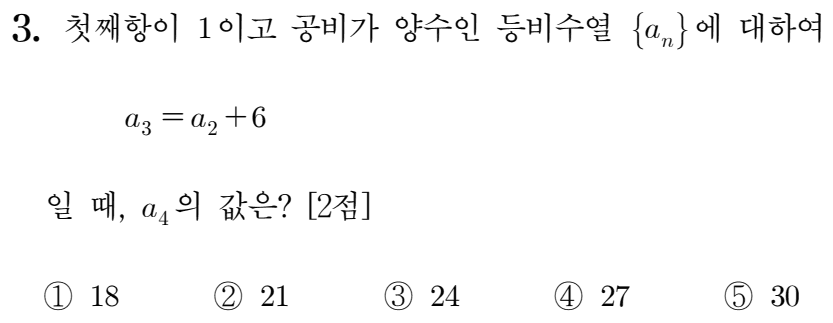 3. 첫째항이 1이고 공비가 양수인 등비수열 {aₙ}에 대하여
a₃ = a₂ + 6
일 때, a₄의 값은? [2점]
① 18 ② 21 ③ 24 ④ 27 ⑤ 30